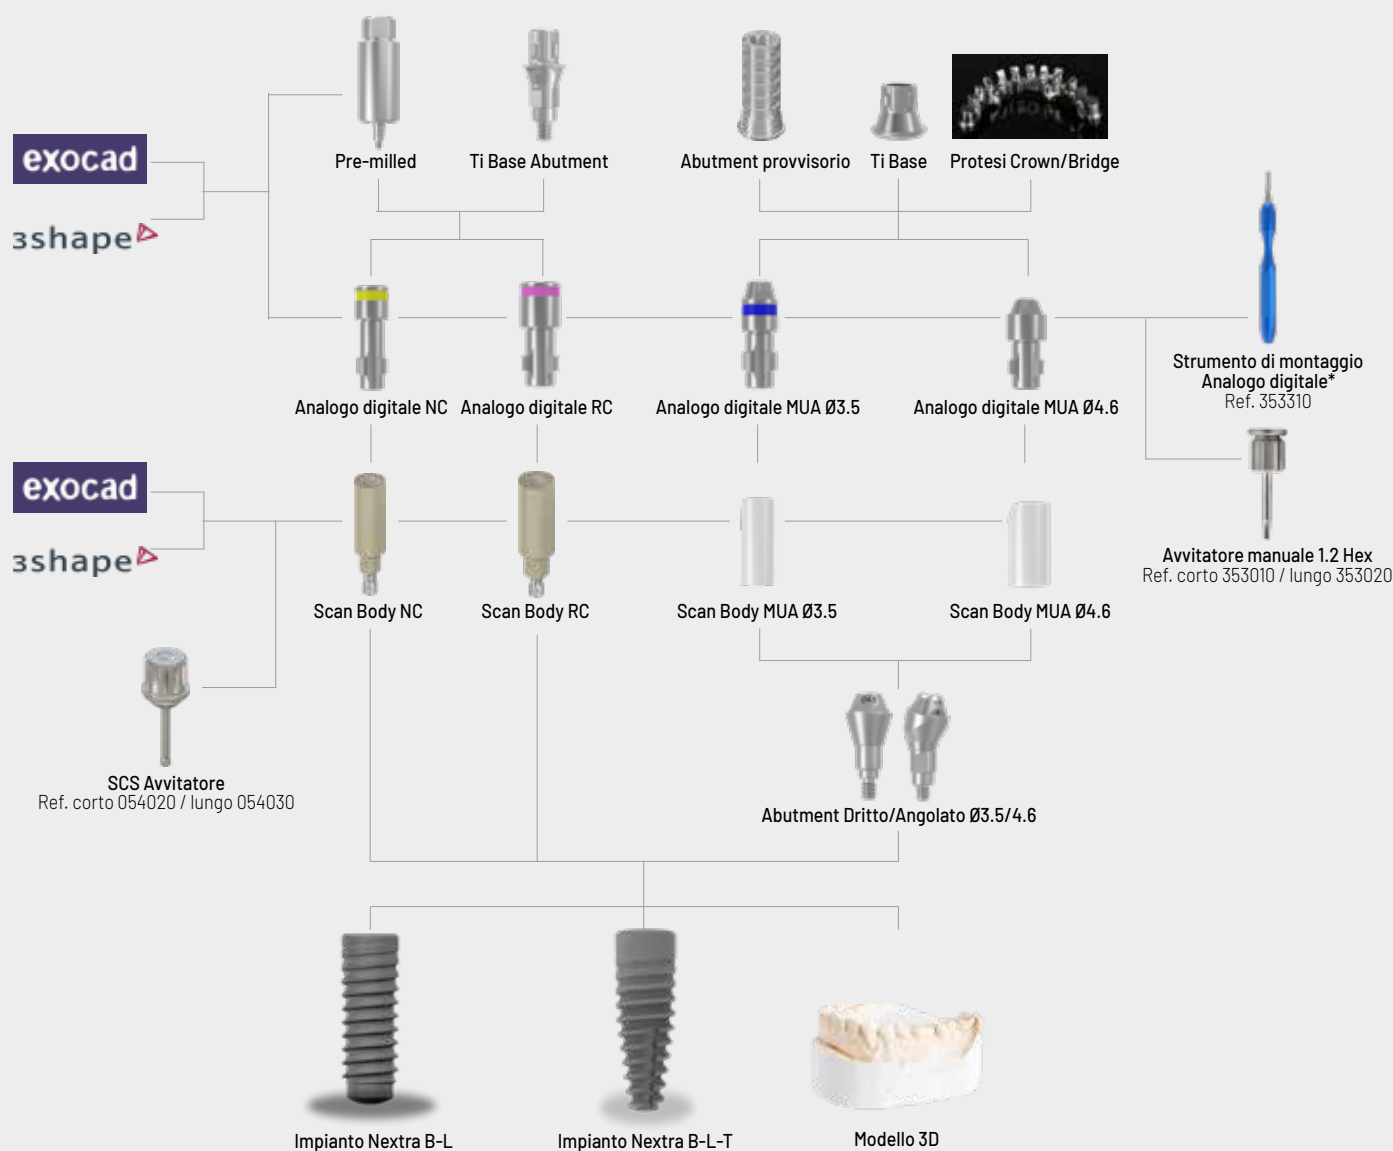 exocad
3shape
Pre-milled
Ti Base Abutment
Abutment provvisorio
Ti Base
Protesi Crown/Bridge
Analogo digitale NC
Analogo digitale RC
Analogo digitale MUA Ø3.5
Analogo digitale MUA Ø4.6
Strumento di montaggio
Analogo digitale*
Ref. 353310
exocad
3shape
Scan Body NC
Scan Body RC
Scan Body MUA Ø3.5
Scan Body MUA Ø4.6
Avvitatore manuale 1.2 Hex
Ref. corto 353010 / lungo 353020
SCS Avvitatore
Ref. corto 054020 / lungo 054030
Abutment Dritto/Angolato Ø3.5/4.6
Impianto Nextra B-L
Impianto Nextra B-L-T
Modello 3D